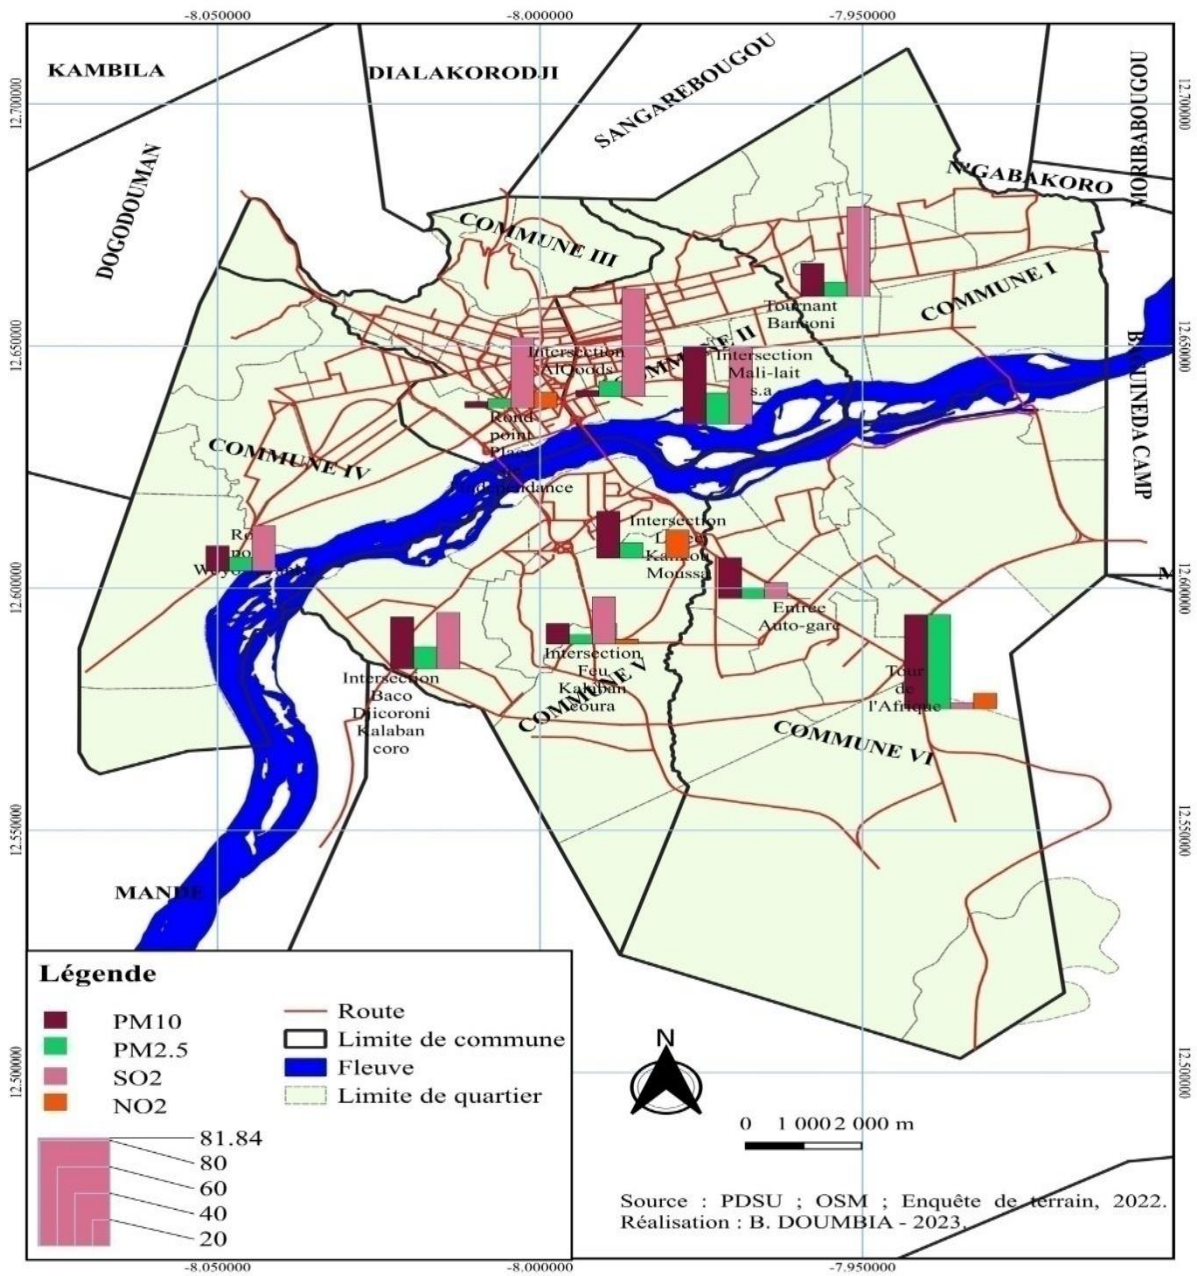 -8.050000
-8.000000
-7.950000
KAMBILA
DIALAKORODJI
SANGAREBOUGOU
MORIBABOUGOU
12.700000
12.700000
DOGODOUMAN
N'GABAKORO
COMMUNE III
COMMUNE I
Tournant
Banconi
12.650000
12.650000
Intersection
AlQoods
COMMUNE II
Intersection
Mali-lait
s.a
BAGUINEDA CAMP
Rond
point
COMMUNE IV
Intersection
Moussa
12.600000
12.600000
Entrée
Auto-gare
Intersection
Baco
Djicoroni
Kalaban
coro
Intersection
Feu
Kalaban
coura
COMMUNE V
Tour
de
l'Afrique
COMMUNE VI
12.550000
12.550000
MANDE
Légende
PM10
PM2.5
SO2
NO2
81.84
80
60
40
20
Route
Limite de commune
Fleuve
Limite de quartier
N
0 1 000 2 000 m
12.500000
12.500000
Source : PDSU ; OSM ; Enquête de terrain, 2022.
Réalisation : B. DOUMBIA - 2023.
-8.050000
-8.000000
-7.950000